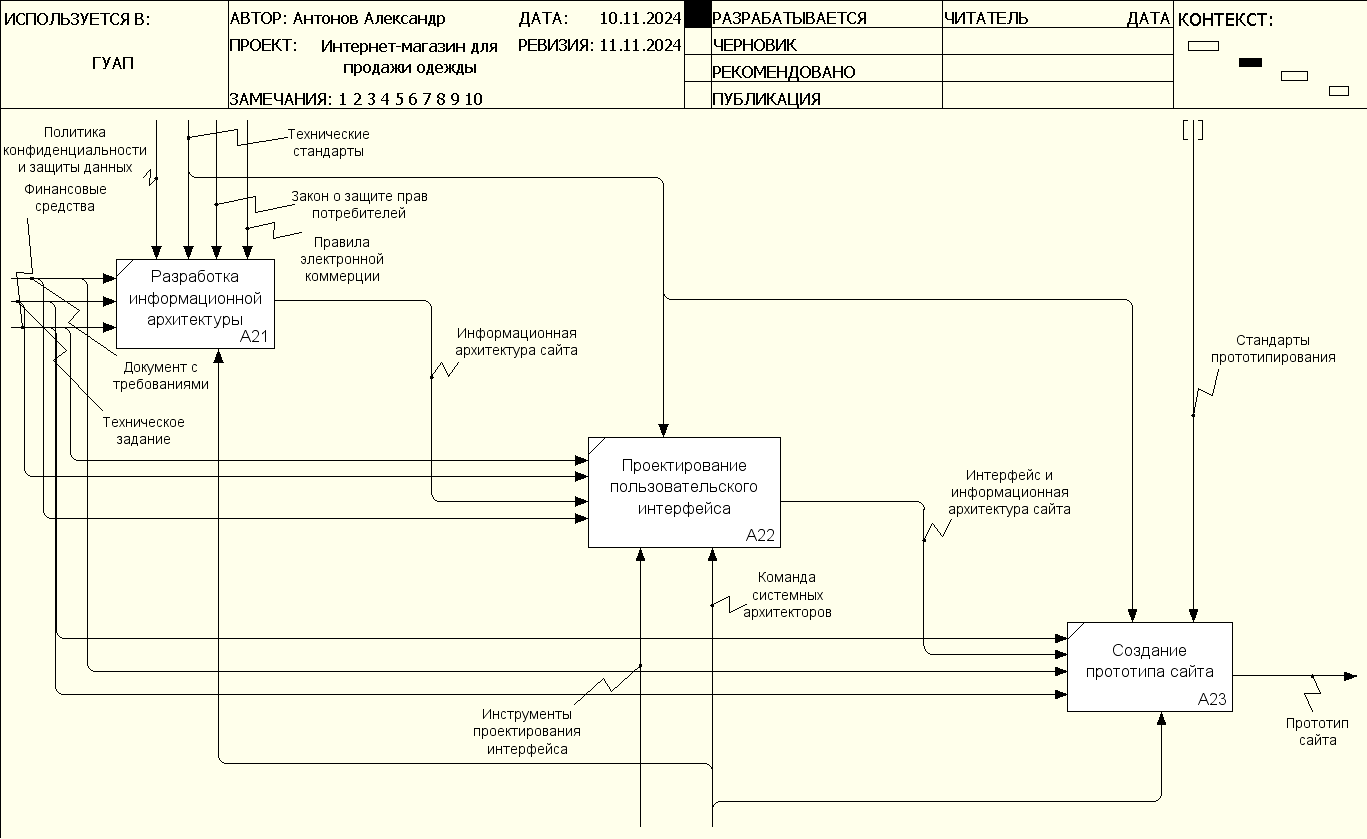 ИСПОЛЬЗУЕТСЯ В:
ГУАП
АВТОР: Антонов Александр
ДАТА: 10.11.2024
ПРОЕКТ: Интернет-магазин для
продажи одежды
РЕВИЗИЯ: 11.11.2024
ЗАМЕЧАНИЯ: 1 2 3 4 5 6 7 8 9 10
РАЗРАБАТЫВАЕТСЯ
ЧЕРНОВИК
РЕКОМЕНДОВАНО
ПУБЛИКАЦИЯ
ЧИТАТЕЛЬ
ДАТА
КОНТЕКСТ:
Политика
конфиденциальности
и защиты данных
Финансовые
средства
Технические
стандарты
Закон о защите прав
потребителей
Правила
электронной
коммерции
Разработка
информационной
архитектуры
A21
Документ с
требованиями
Техническое
задание
Информационная
архитектура сайта
Стандарты
прототипирования
Проектирование
пользовательского
интерфейса
A22
Интерфейс и
информационная
архитектура сайта
Команда
системных
архитекторов
Создание
прототипа сайта
A23
Инструменты
проектирования
интерфейса
Прототип
сайта